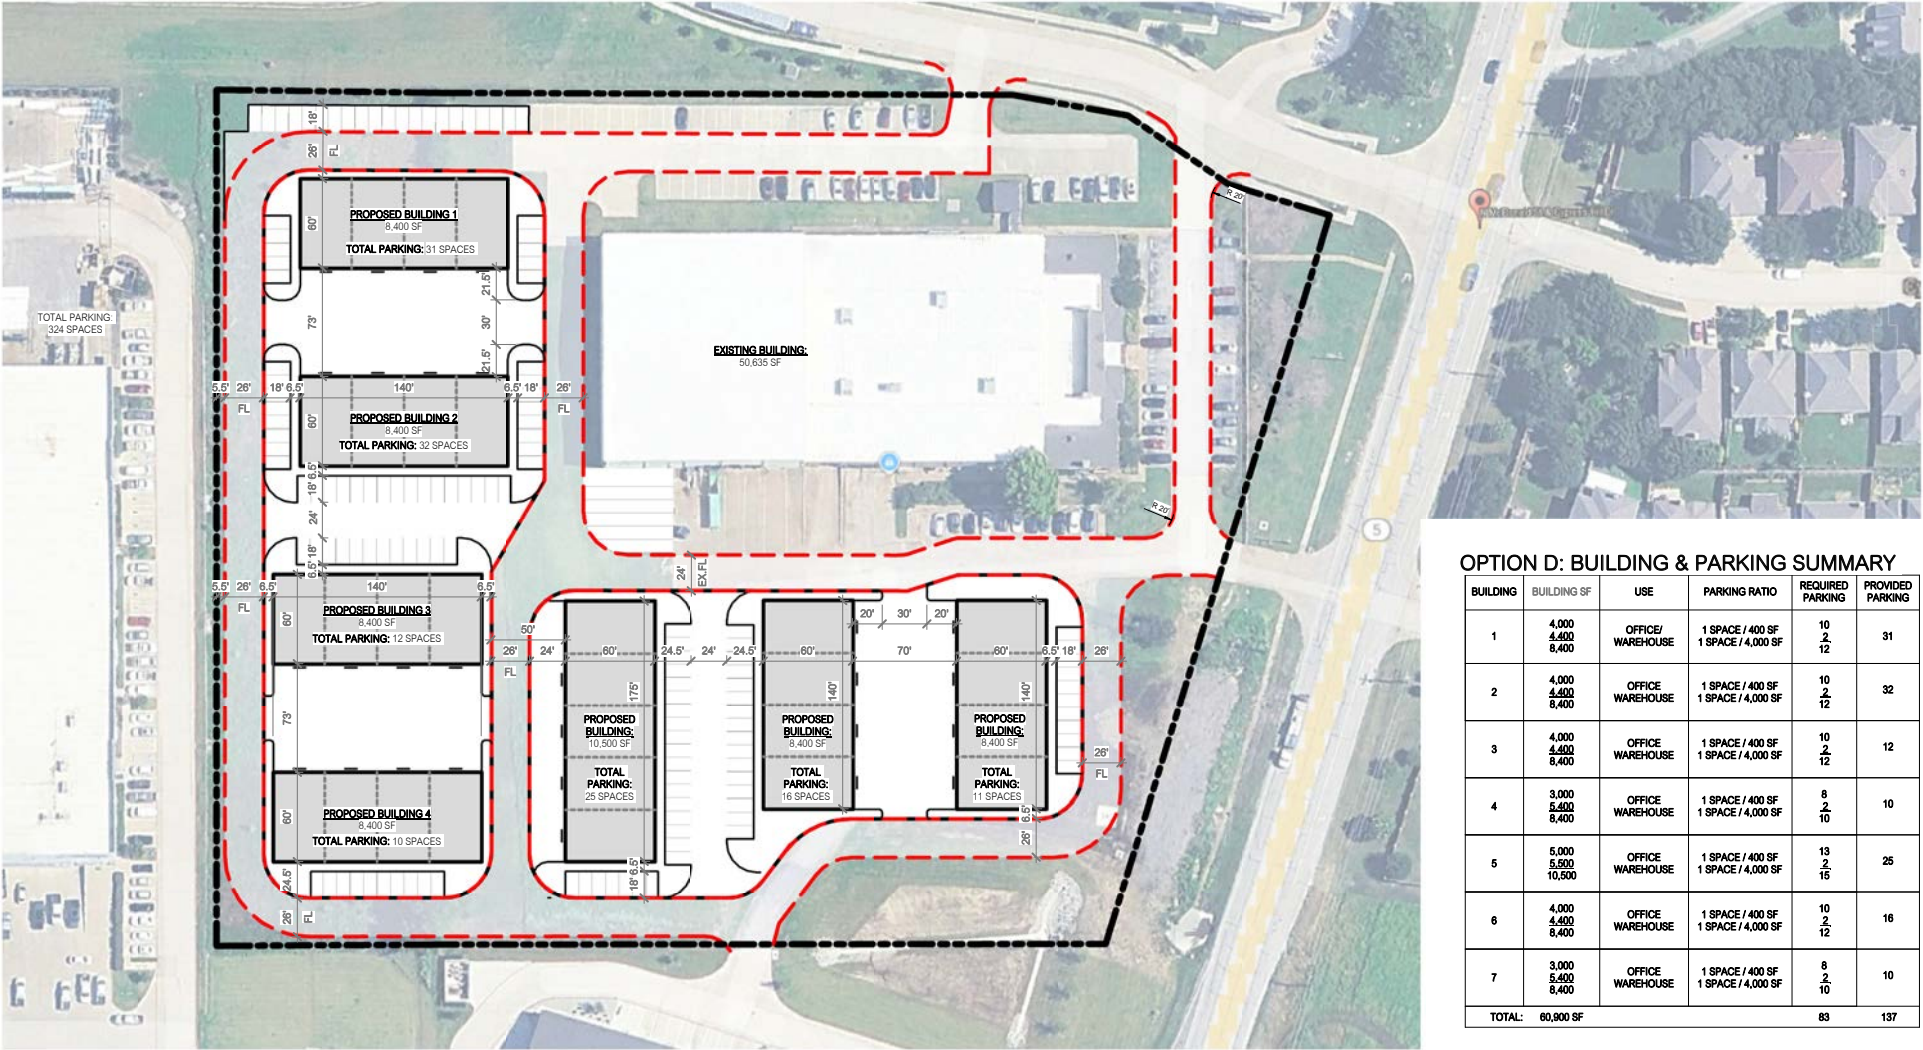 18'
26'
FL
PROPOSED BUILDING 1
8,400 SF
TOTAL PARKING: 31 SPACES
60'
R 20'
21.5'
73'
30'
21.5'
TOTAL PARKING:
324 SPACES
EXISTING BUILDING:
50,635 SF
5.5' 26' 18' 6.5' 140' 6.5' 18' 26'
FL
FL
60'
PROPOSED BUILDING 2
8,400 SF
TOTAL PARKING: 32 SPACES
6.5'
18'
24'
18'
6.5'
R 20'
5
24'
EX.FL
5.5' 26' 6.5' 140' 6.5'
FL
60'
PROPOSED BUILDING 3
8,400 SF
TOTAL PARKING: 12 SPACES
50'
20' 30' 20'
26' 24' 60' 24.5' 24' 24.5' 60' 70' 60' 6.5' 18' 26'
FL
175'
140'
140'
73'
PROPOSED
BUILDING:
10,500 SF
TOTAL
PARKING:
25 SPACES
PROPOSED
BUILDING:
8,400 SF
TOTAL
PARKING:
16 SPACES
PROPOSED
BUILDING:
8,400 SF
TOTAL
PARKING:
11 SPACES
26'
FL
60'
PROPOSED BUILDING 4
8,400 SF
TOTAL PARKING: 10 SPACES
6.5'
26'
24.5'
6.5'
18'
26'
FL
OPTION D: BUILDING & PARKING SUMMARY
BUILDING BUILDING SF USE PARKING RATIO REQUIRED PARKING PROVIDED PARKING
1 4,000 4,400 8,400 OFFICE/ WAREHOUSE 1 SPACE / 400 SF 1 SPACE / 4,000 SF 10 2 12 31
2 4,000 4,400 8,400 OFFICE WAREHOUSE 1 SPACE / 400 SF 1 SPACE / 4,000 SF 10 2 12 32
3 4,000 4,400 8,400 OFFICE WAREHOUSE 1 SPACE / 400 SF 1 SPACE / 4,000 SF 10 2 12 12
4 3,000 5,400 8,400 OFFICE WAREHOUSE 1 SPACE / 400 SF 1 SPACE / 4,000 SF 8 2 10 10
5 5,000 5,500 10,500 OFFICE WAREHOUSE 1 SPACE / 400 SF 1 SPACE / 4,000 SF 13 2 15 25
6 4,000 4,400 8,400 OFFICE WAREHOUSE 1 SPACE / 400 SF 1 SPACE / 4,000 SF 10 2 12 16
7 3,000 5,400 8,400 OFFICE WAREHOUSE 1 SPACE / 400 SF 1 SPACE / 4,000 SF 8 2 10 10
TOTAL: 60,900 SF 83 137